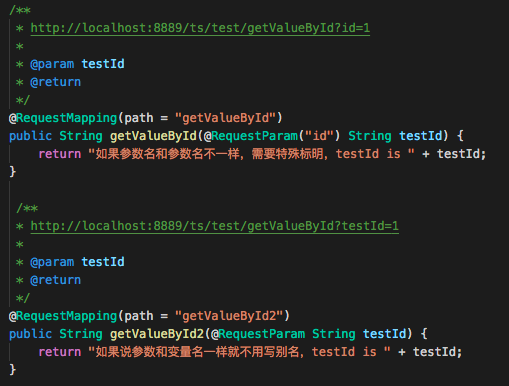 /**
 * http://localhost:8889/ts/test/getValueById?id=1
 *
 * @param testId
 * @return
 */
@RequestMapping(path = "getValueById")
public String getValueById(@RequestParam("id") String testId) {
    return "如果参数名和参数名不一样，需要特殊标明，testId is " + testId;
}

 /**
 * http://localhost:8889/ts/test/getValueById?testId=1
 *
 * @param testId
 * @return
 */
@RequestMapping(path = "getValueById2")
public String getValueById2(@RequestParam String testId) {
    return "如果说参数和变量名一样就不用写别名，testId is " + testId;
}